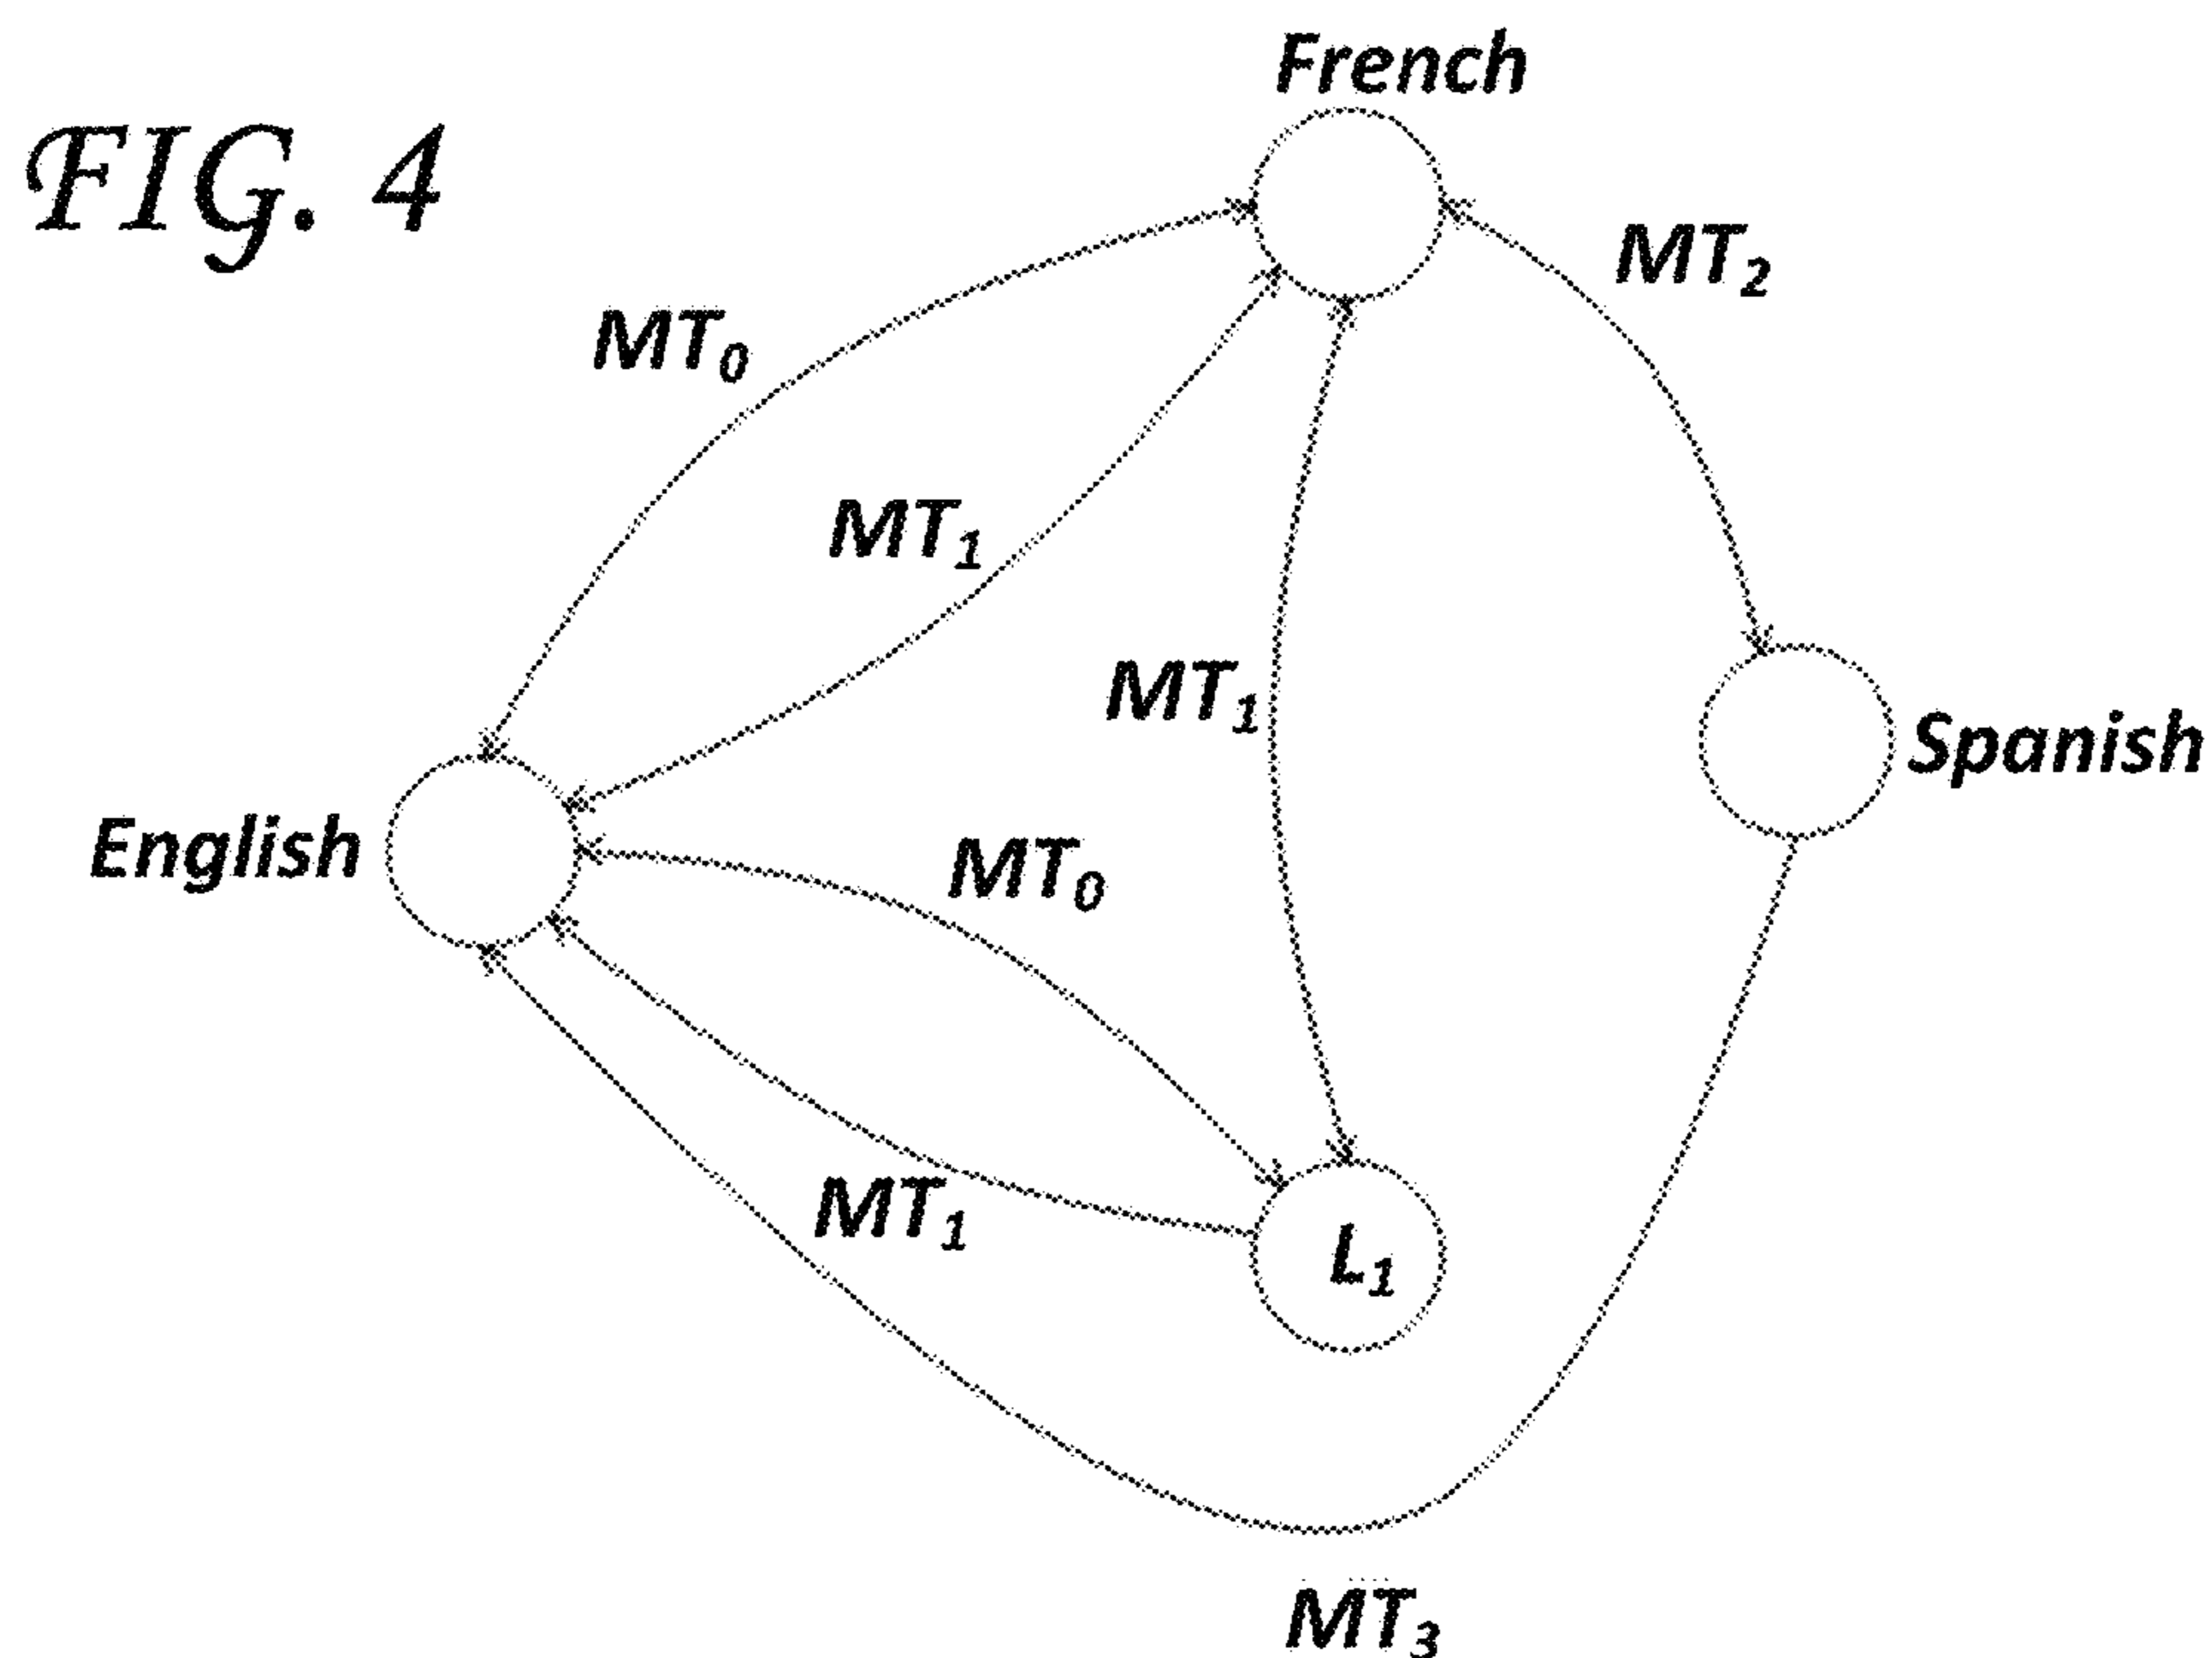 French
FIG. 4
MT₂
MT₀
MT₁
MT₁
Spanish
English
MT₀
MT₁
L₁
MT₃